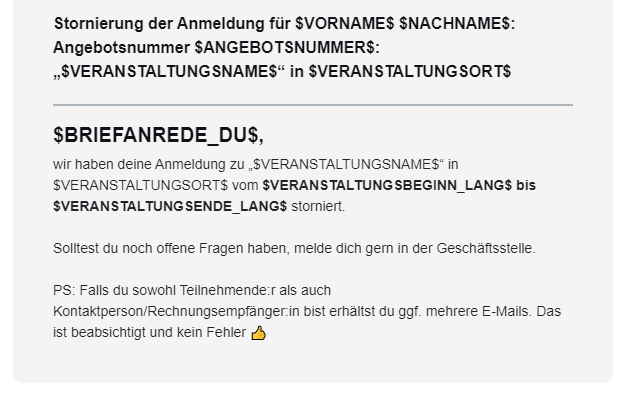 Stornierung der Anmeldung für $VORNAME$ $NACHNAME$:
Angebotsnummer $ANGEBOTSNUMMER$:
„$VERANSTALTUNGSNAME$“ in $VERANSTALTUNGSORT$
$BRIEFANREDE_DU$,
wir haben deine Anmeldung zu „$VERANSTALTUNGSNAME$“ in
$VERANSTALTUNGSORT$ vom $VERANSTALTUNGSBEGINN_LANG$ bis
$VERANSTALTUNGSENDE_LANG$ storniert.
Solltest du noch offene Fragen haben, melde dich gern in der Geschäftsstelle.
PS: Falls du sowohl Teilnehmende:r als auch
Kontaktperson/Rechnungsempfänger:in bist erhältst du ggf. mehrere E-Mails. Das
ist beabsichtigt und kein Fehler 👍